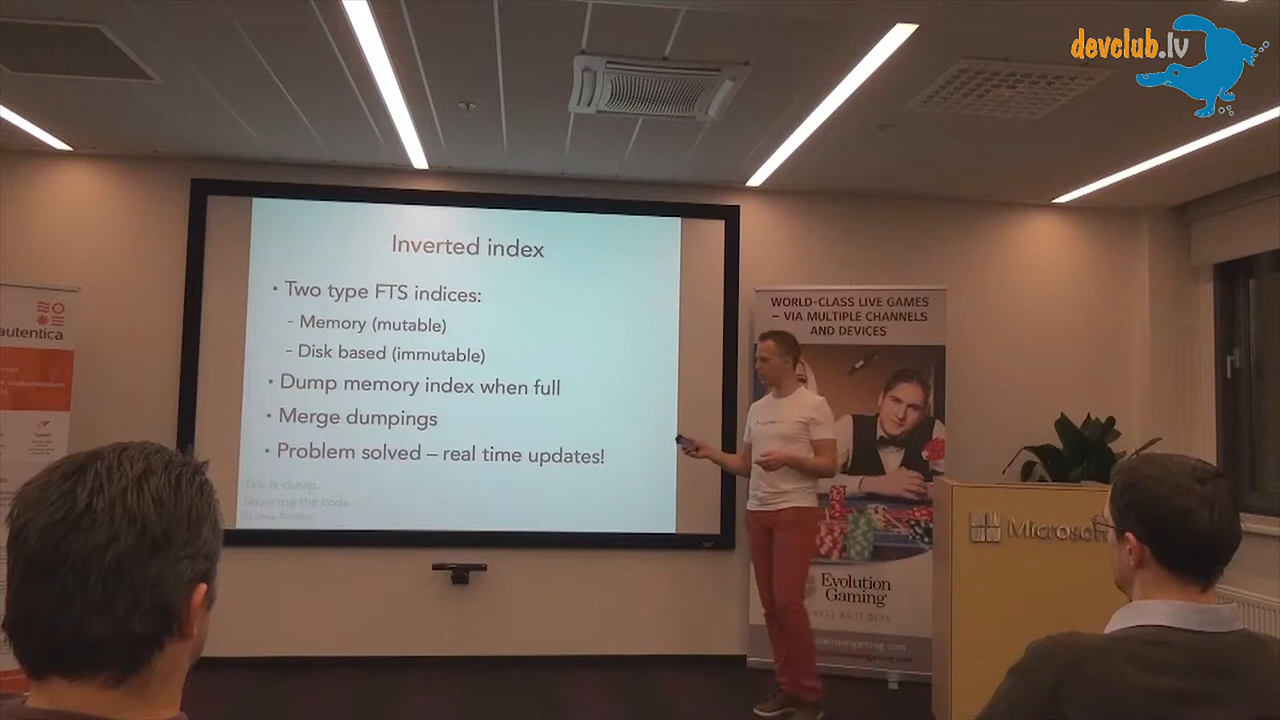 devclub.lv
Inverted index
• Two type FTS indices:
– Memory (mutable)
– Disk based (immutable)
• Dump memory index when full
• Merge dumpings
• Problem solved – real time updates!
Talk is cheap.
Show me the code.
autentica
WORLD-CLASS LIVE GAMES
– VIA MULTIPLE CHANNELS
AND DEVICES
Evolution
Gaming
Microsof